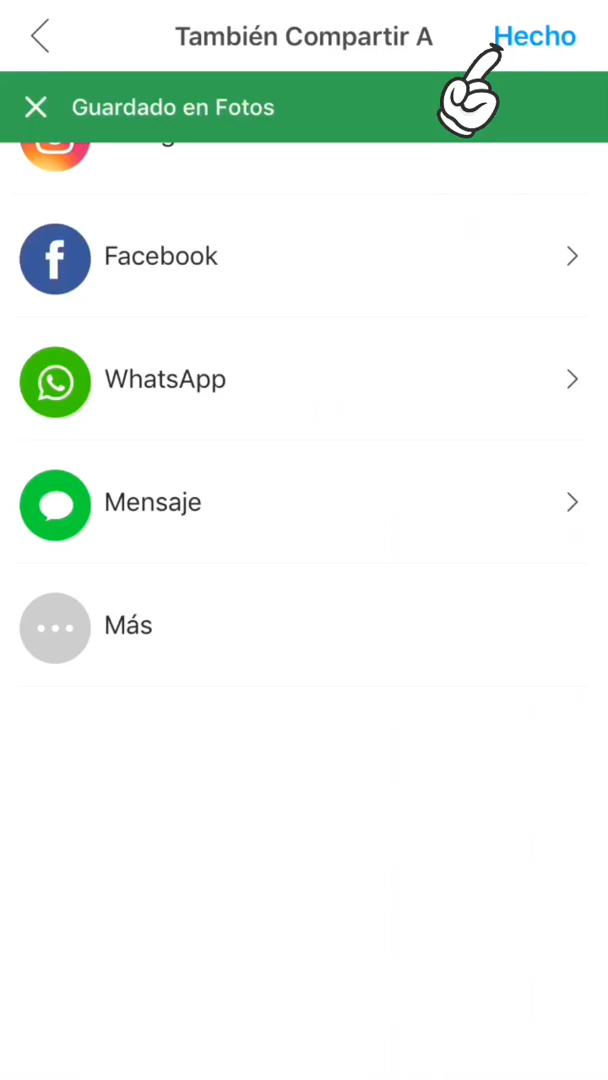 También Compartir A
Hecho
Guardado en Fotos
Facebook
WhatsApp
Mensaje
Más